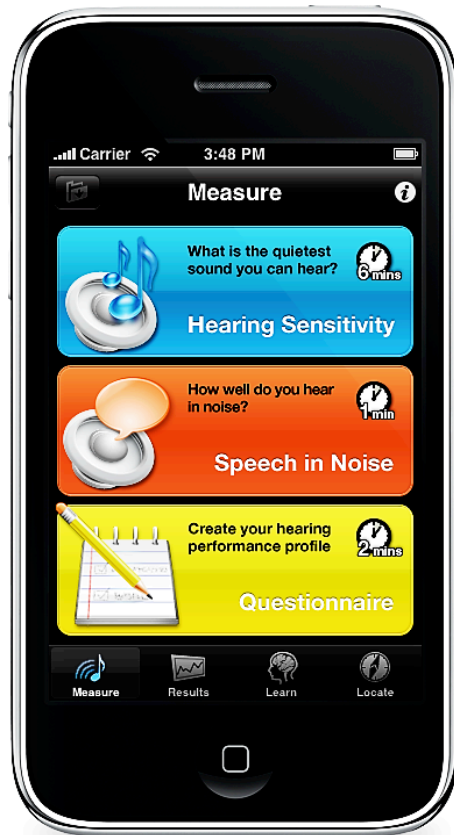 Carrier 3:48 PM
Measure
What is the quietest
sound you can hear?
6 mins
Hearing Sensitivity
How well do you hear
in noise?
1 min
Speech in Noise
Create your hearing
performance profile
2 mins
Questionnaire
Measure Results Learn Locate